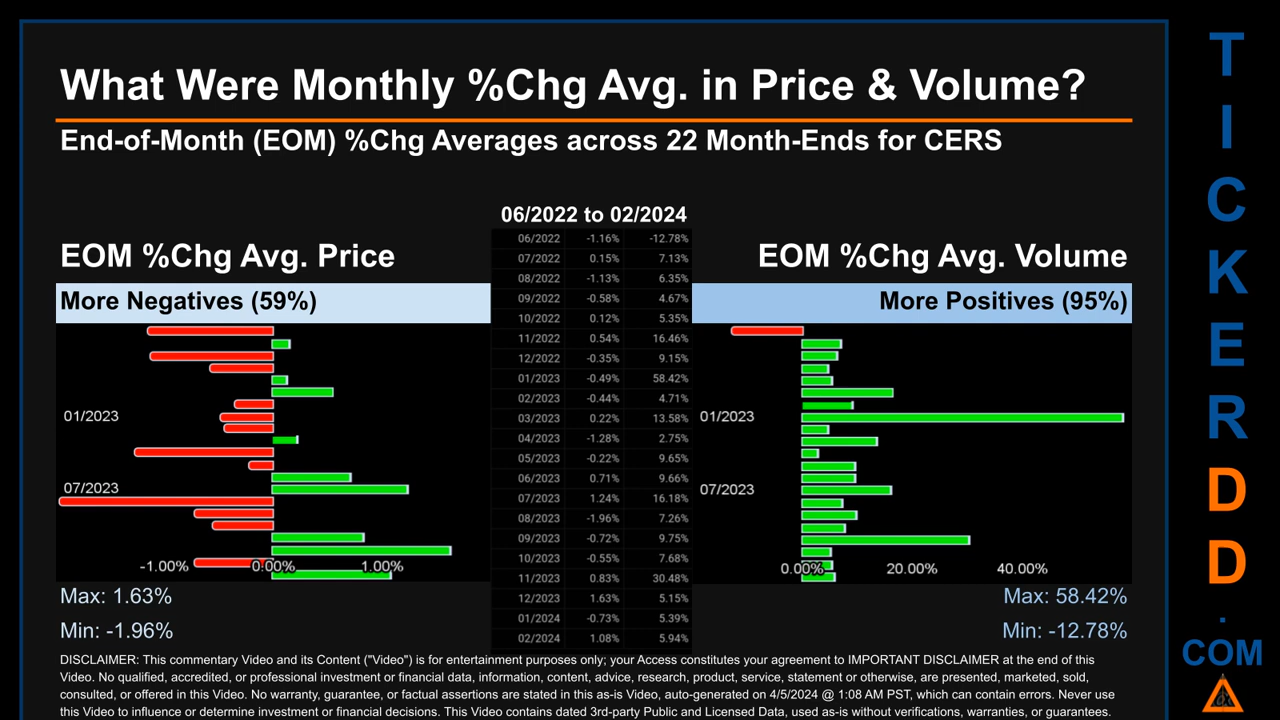 What Were Monthly %Chg Avg. in Price & Volume?
End-of-Month (EOM) %Chg Averages across 22 Month-Ends for CERS
06/2022 to 02/2024
EOM %Chg Avg. Price
EOM %Chg Avg. Volume
More Negatives (59%)
More Positives (95%)
06/2022 -1.16% -12.78%
07/2022 0.15% 7.13%
08/2022 -1.13% 6.35%
09/2022 -0.58% 4.67%
10/2022 0.12% 5.35%
11/2022 0.54% 16.46%
12/2022 -0.35% 9.15%
01/2023 -0.49% 58.42%
02/2023 -0.44% 4.71%
03/2023 0.22% 13.58%
04/2023 -1.28% 2.75%
05/2023 -0.22% 9.65%
06/2023 0.71% 9.66%
07/2023 1.24% 16.18%
08/2023 -1.96% 7.26%
09/2023 -0.72% 9.75%
10/2023 -0.55% 7.68%
11/2023 0.83% 30.48%
12/2023 1.63% 5.15%
01/2024 -0.73% 5.39%
02/2024 1.08% 5.94%
01/2023
07/2023
-1.00% 0.00% 1.00%
01/2023
07/2023
0.00% 20.00% 40.00%
Max: 1.63%
Min: -1.96%
Max: 58.42%
Min: -12.78%
DISCLAIMER: This commentary Video and its Content ("Video") is for entertainment purposes only; your Access constitutes your agreement to IMPORTANT DISCLAIMER at the end of this
Video. No qualified, accredited, or professional investment or financial data, information, content, advice, research, product, service, statement or otherwise, are presented, marketed, sold,
consulted, or offered in this Video. No warranty, guarantee, or factual assertions are stated in this as-is Video, auto-generated on 4/5/2024 @ 1:08 AM PST, which can contain errors. Never use
this Video to influence or determine investment or financial decisions. This Video contains dated 3rd-party Public and Licensed Data, used as-is without verifications, warranties, or guarantees.
T
I
C
K
E
R
D
D
.
COM